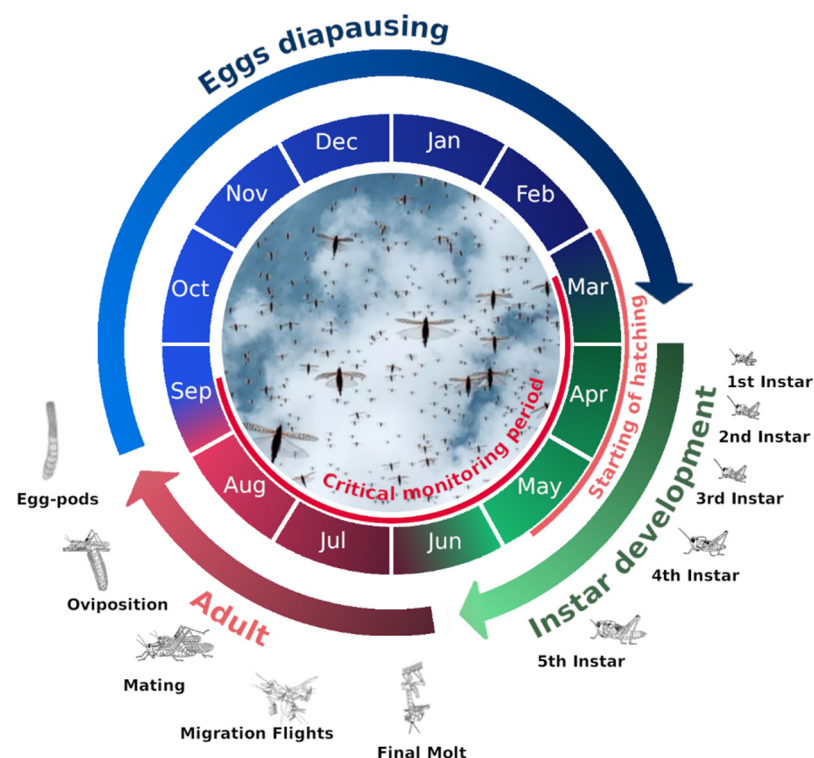 Eggs diapausing
Dec
Jan
Nov
Feb
Oct
Mar
Sep
Apr
Aug
May
Jul
Jun
Starting of hatching
Critical monitoring period
Instar development
Adult
1st Instar
2nd Instar
3rd Instar
4th Instar
5th Instar
Final Molt
Migration Flights
Mating
Oviposition
Egg-pods